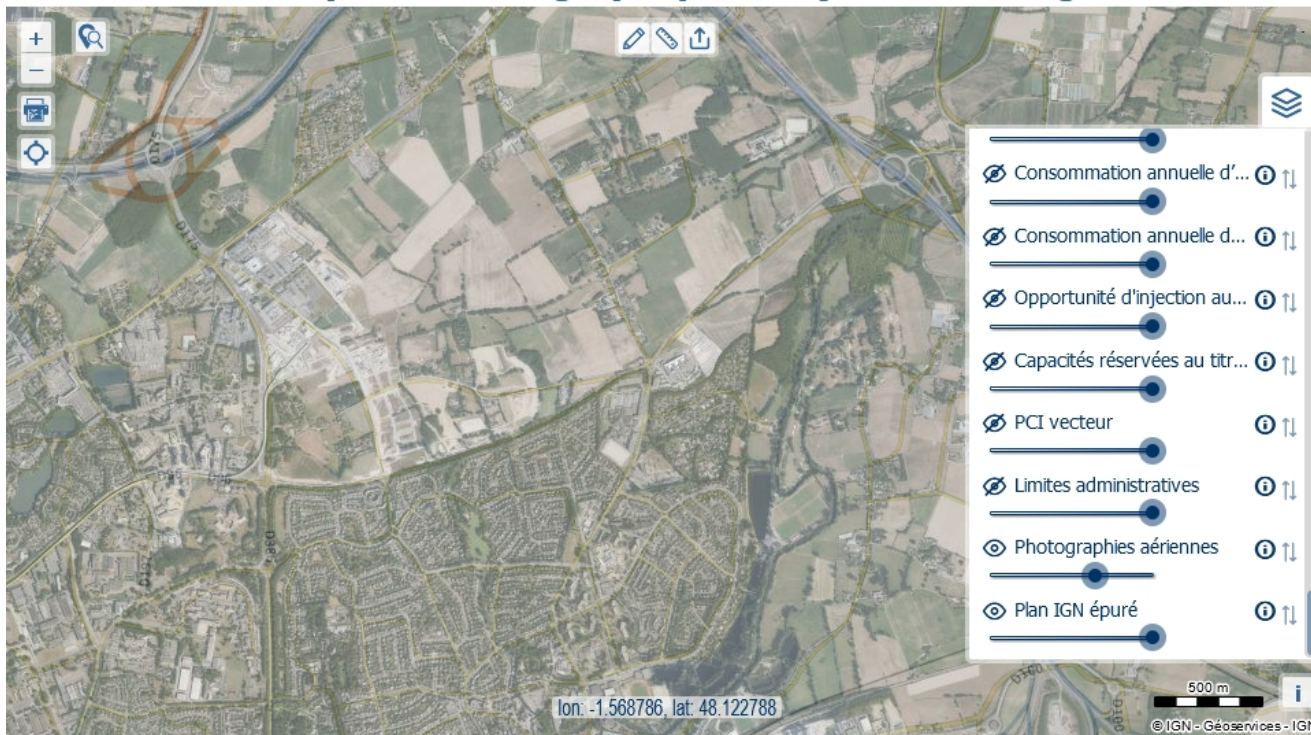 +
−
Consommation annuelle d'...
Consommation annuelle d...
Opportunité d'injection au...
Capacités réservées au titr...
PCI vecteur
Limites administratives
Photographies aériennes
Plan IGN épuré
500 m
i
lon: -1.568786, lat: 48.122788
© IGN - Géoservices - IGN